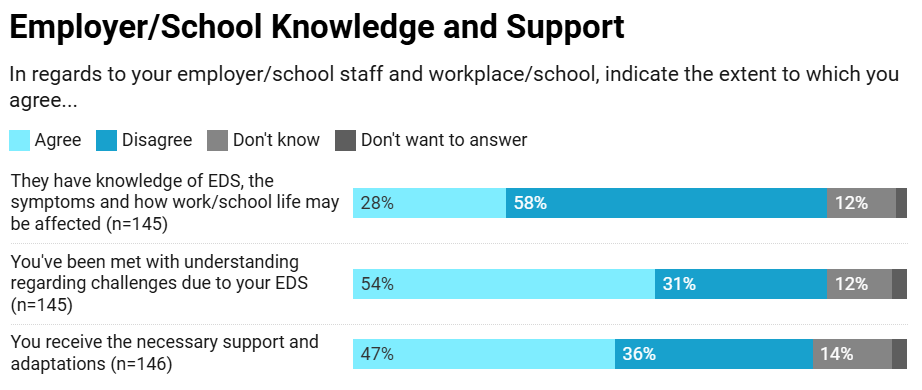 Employer/School Knowledge and Support
In regards to your employer/school staff and workplace/school, indicate the extent to which you
agree...
Agree Disagree Don't know Don't want to answer
They have knowledge of EDS, the
symptoms and how work/school life may
be affected (n=145)
28% 58% 12%
You've been met with understanding
regarding challenges due to your EDS
(n=145)
54% 31% 12%
You receive the necessary support and
adaptations (n=146)
47% 36% 14%